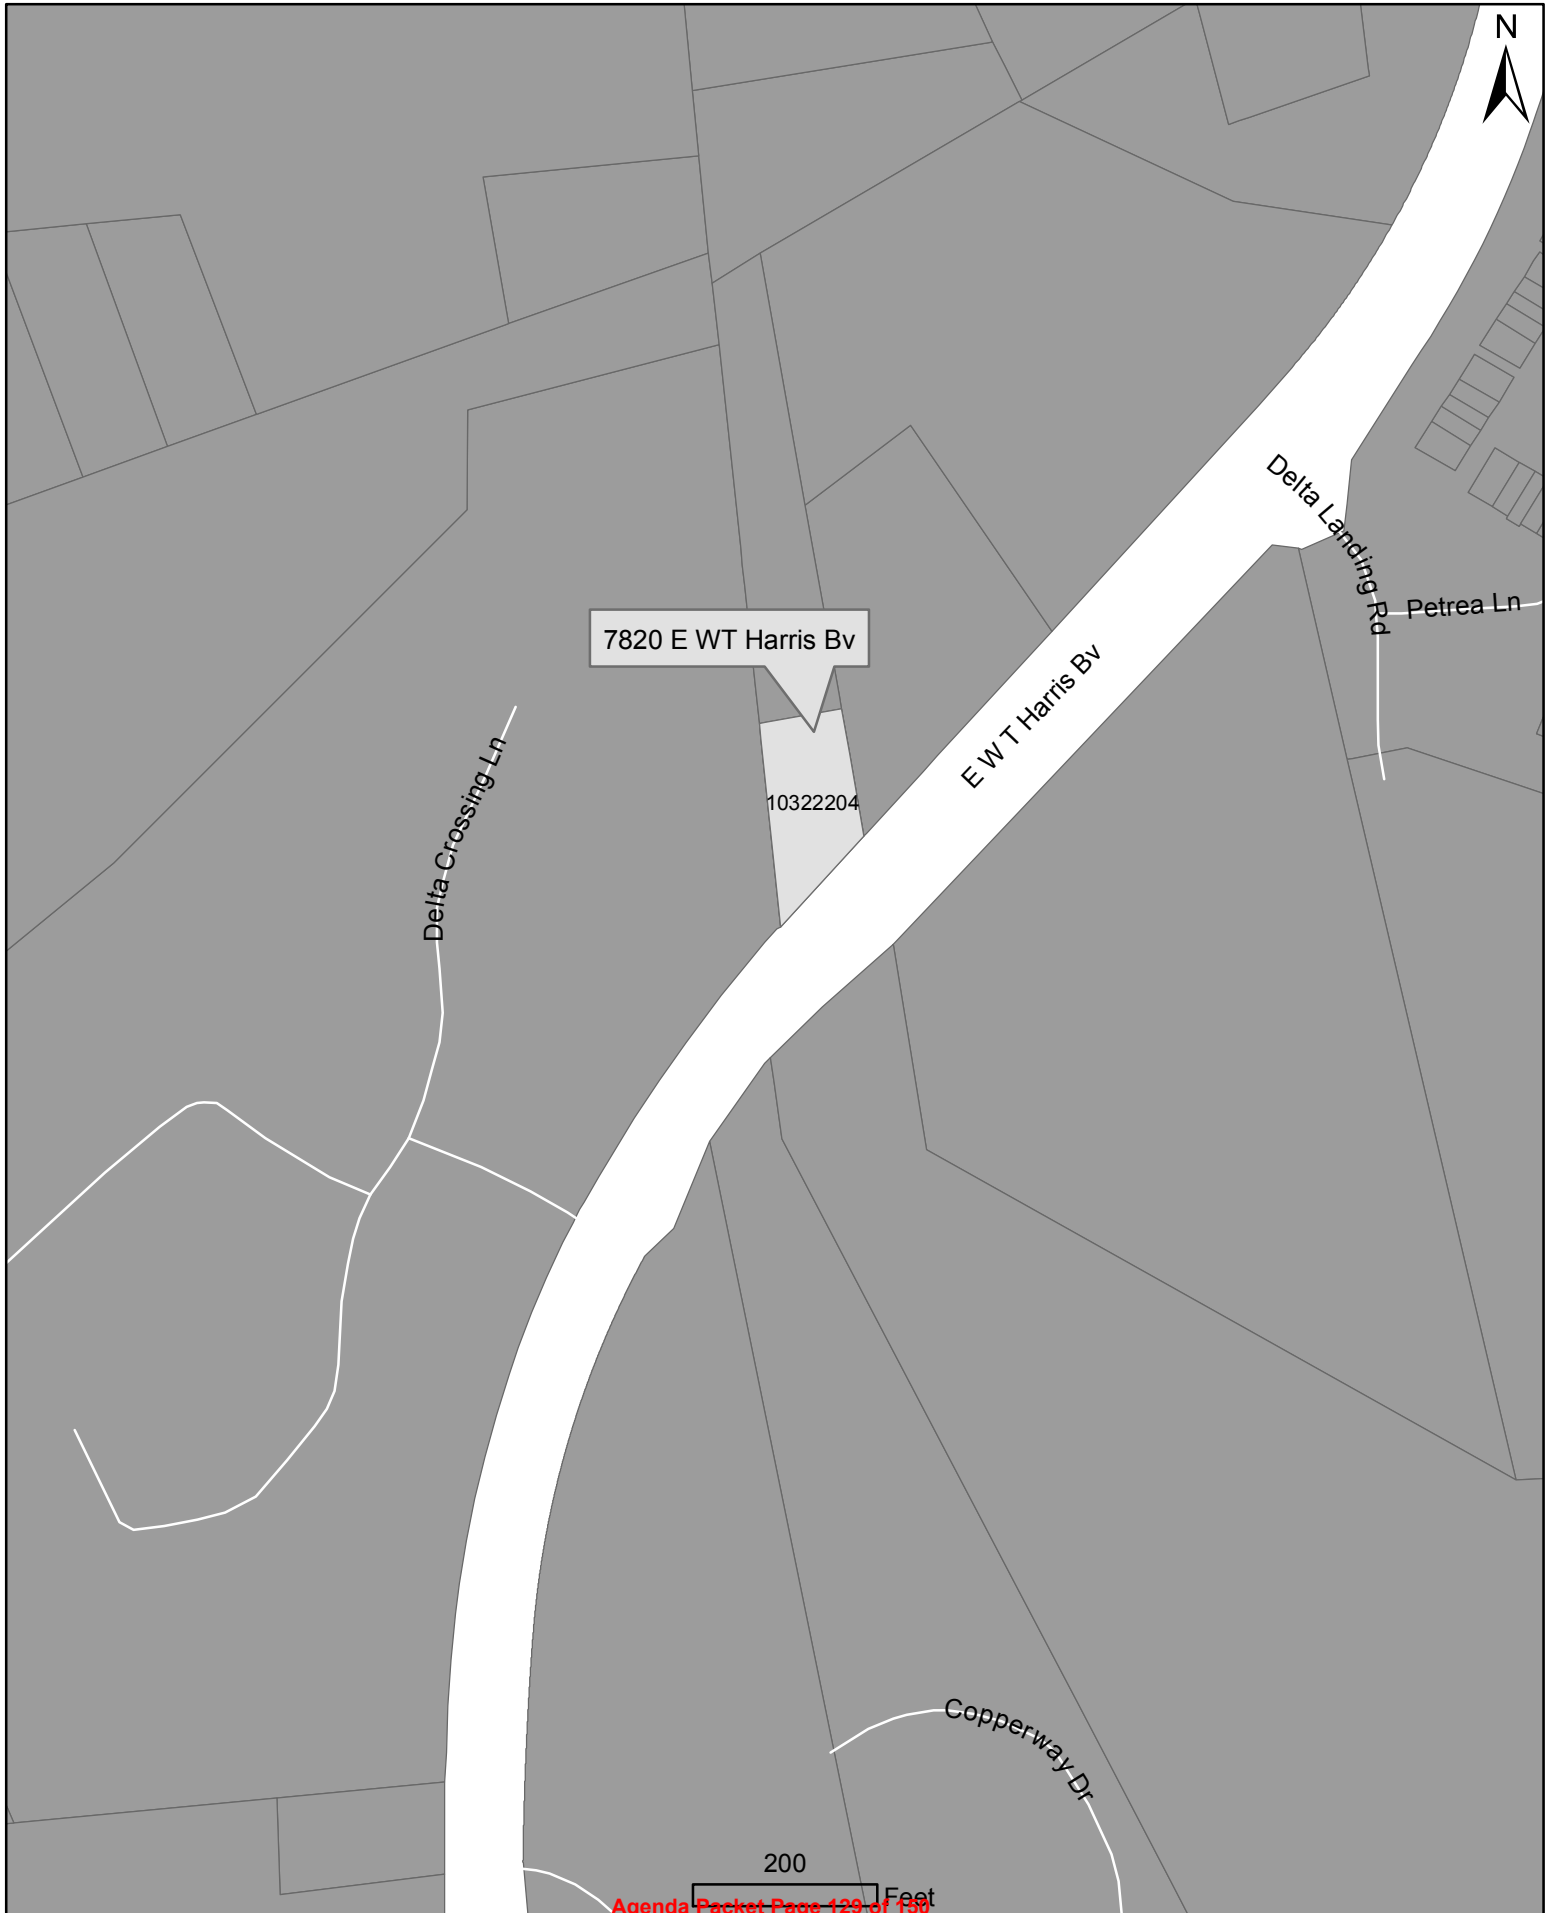 N
Delta Landing Rd
Petrea Ln
7820 E WT Harris Bv
E W T Harris Bv
Delta Crossing Ln
10322204
Copperway Dr
200
Feet
Agenda Packet Page 129 of 150